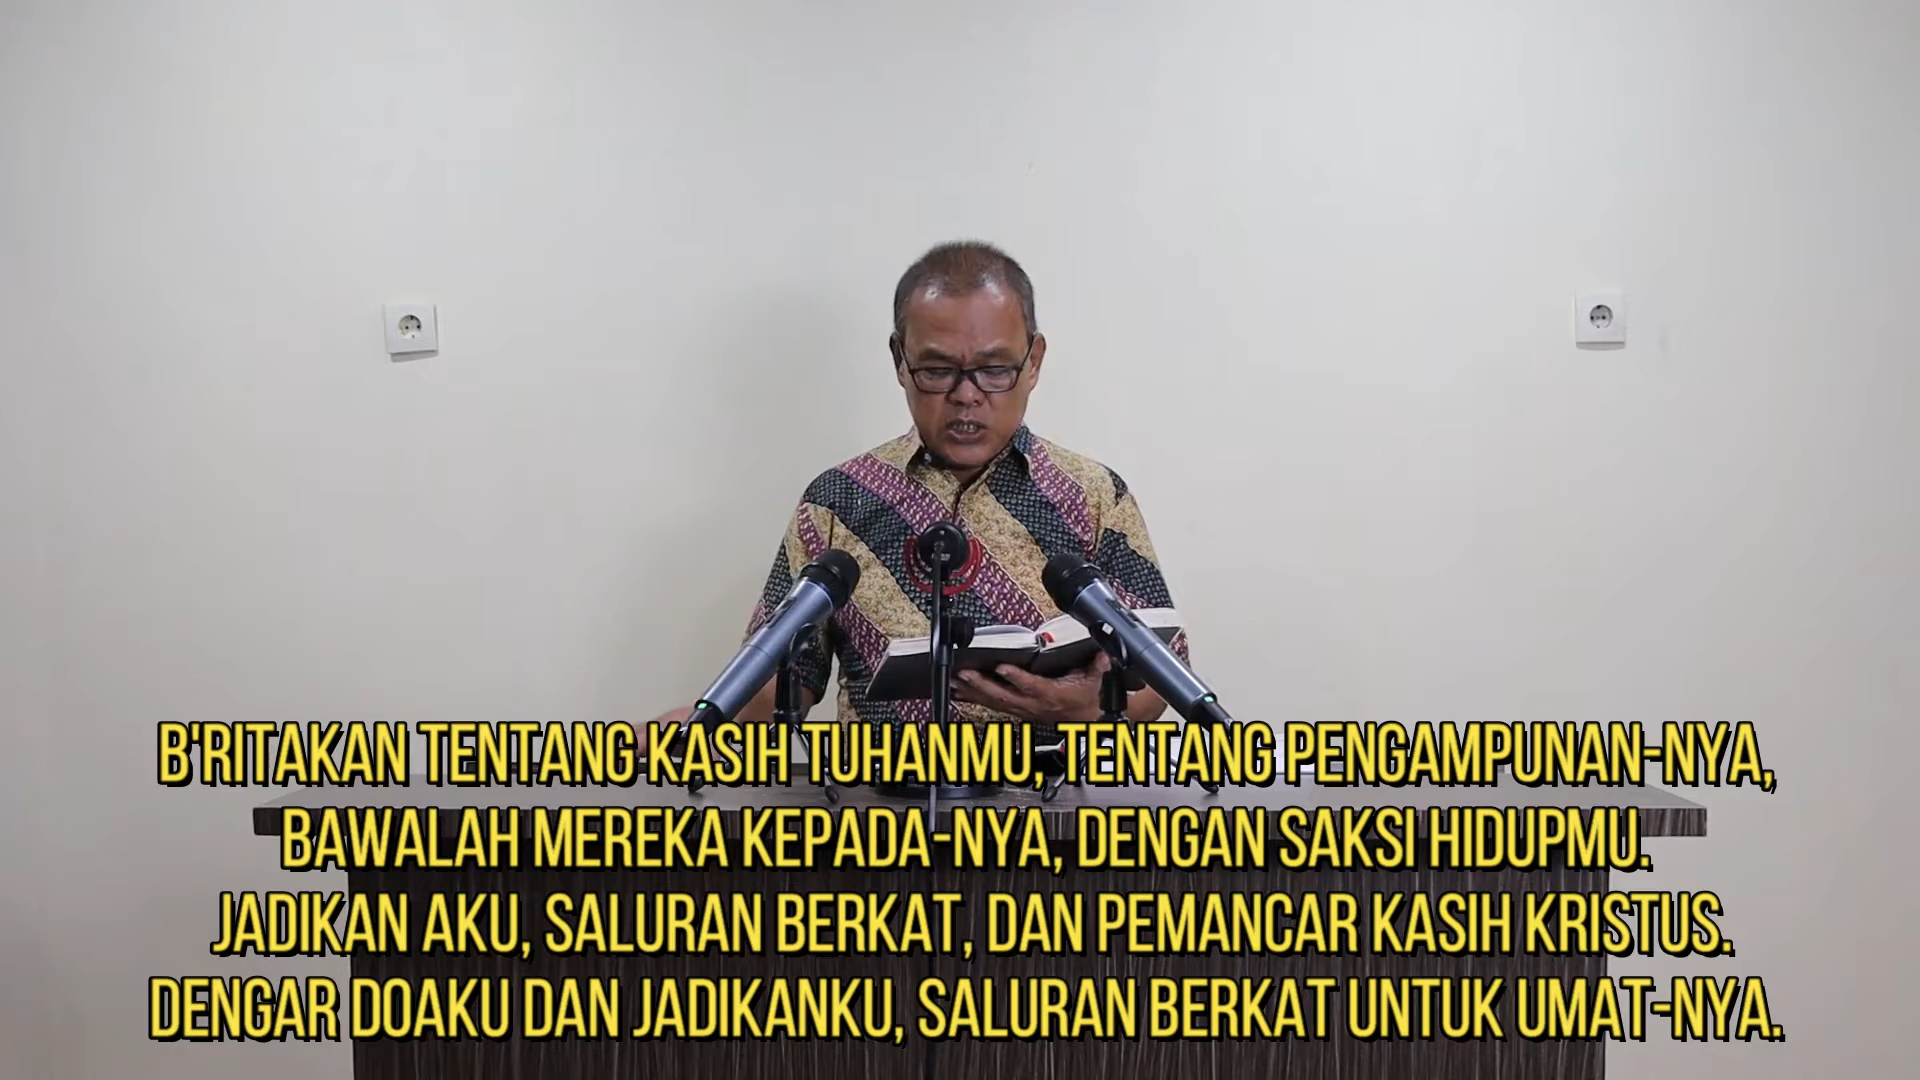 B'RITAKAN TENTANG KASIH TUHANMU, TENTANG PENGAMPUNAN-NYA,
BAWALAH MEREKA KEPADA-NYA, DENGAN SAKSI HIDUPMU.
JADIKAN AKU, SALURAN BERKAT, DAN PEMANCAR KASIH KRISTUS.
DENGAR DOAKU DAN JADIKANKU, SALURAN BERKAT UNTUK UMAT-NYA.